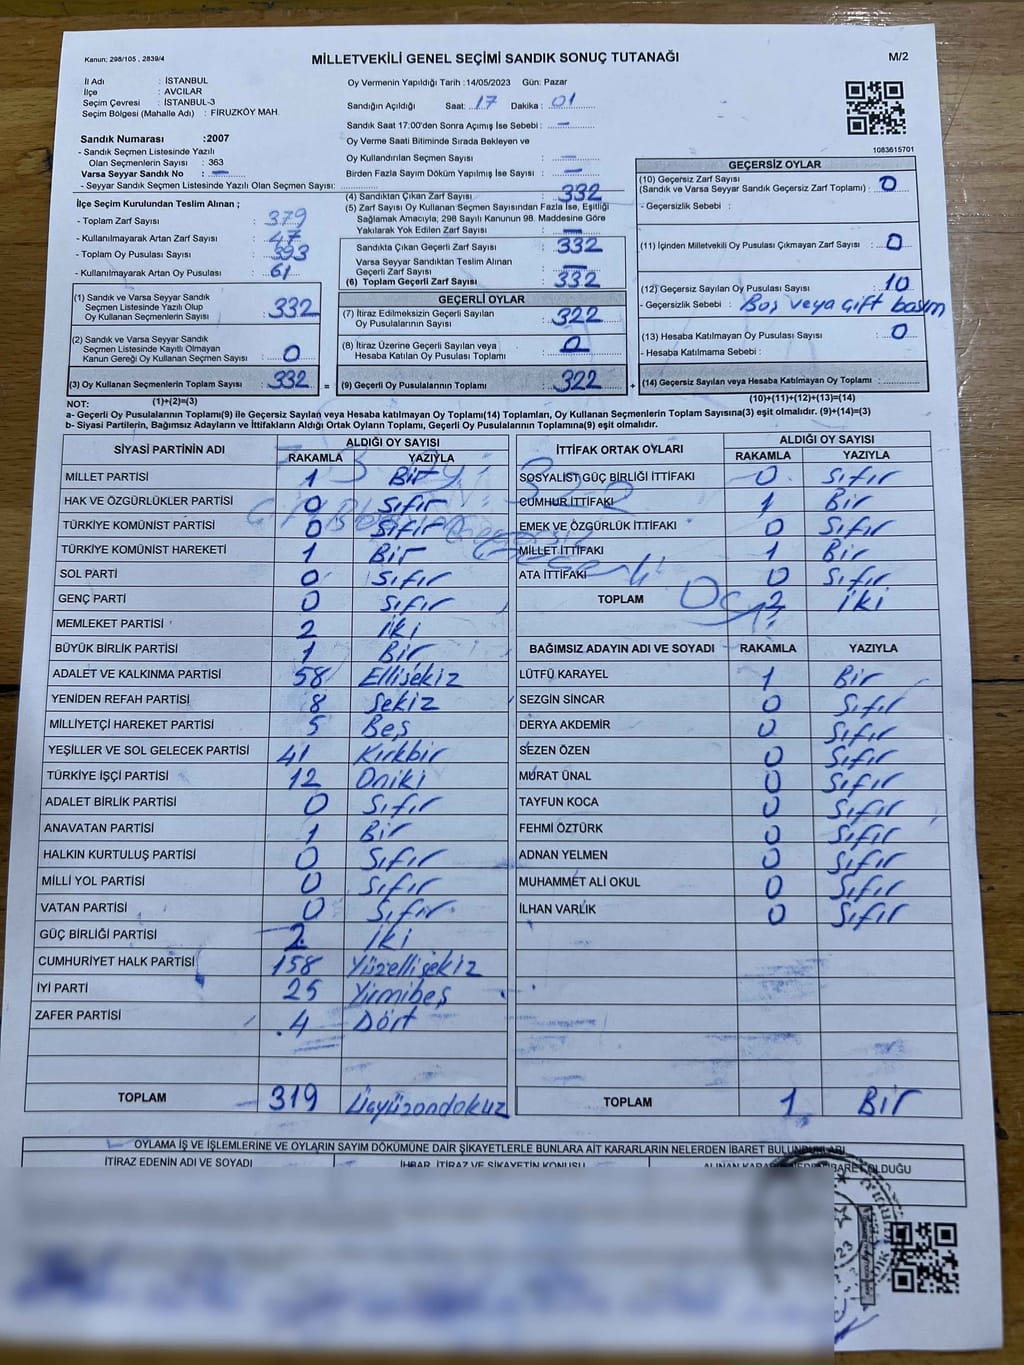 Kanun: 298/105 , 2839/4
MİLLETVEKİLİ GENEL SEÇİMİ SANDIK SONUÇ TUTANAĞI
M/2
İl Adı : İSTANBUL
İlçe : AVCILAR
Seçim Çevresi : İSTANBUL-3
Seçim Bölgesi (Mahalle Adı) : FİRUZKÖY MAH.
Sandık Numarası :2007
- Sandık Seçmen Listesinde Yazılı
Olan Seçmenlerin Sayısı : 363
Varsa Seyyar Sandık No : —
- Seyyar Sandık Seçmen Listesinde Yazılı Olan Seçmen Sayısı:
İlçe Seçim Kurulundan Teslim Alınan ;
- Toplam Zarf Sayısı : 379
- Kullanılmayarak Artan Zarf Sayısı : 47
- Toplam Oy Pusulası Sayısı : 393
- Kullanılmayarak Artan Oy Pusulası : 61
(1) Sandık ve Varsa Seyyar Sandık
Seçmen Listesinde Yazılı Olup
Oy Kullanan Seçmenlerin Sayısı : 332
(2) Sandık ve Varsa Seyyar Sandık
Seçmen Listesinde Kayıtlı Olmayan
Kanun Gereği Oy Kullanan Seçmen Sayısı : 0
(3) Oy Kullanan Seçmenlerin Toplam Sayısı : 332 =
(1)+(2)=(3)
Oy Vermenin Yapıldığı Tarih :14/05/2023 Gün: Pazar
Sandığın Açıldığı Saat: 17 Dakika : 01
Sandık Saat 17:00'den Sonra Açımış İse Sebebi : —
Oy Verme Saati Bitiminde Sırada Bekleyen ve
Oy Kullandırılan Seçmen Sayısı : —
Birden Fazla Sayım Döküm Yapılmış İse Sayısı : —
(4) Sandıktan Çıkan Zarf Sayısı : 332
(5) Zarf Sayısı Oy Kullanan Seçmen Sayısından Fazla İse, Eşitliği
Sağlamak Amacıyla, 298 Sayılı Kanunun 98. Maddesine Göre
Yakılarak Yok Edilen Zarf Sayısı : —
Sandıkta Çıkan Geçerli Zarf Sayısı : 332
Varsa Seyyar Sandıktan Teslim Alınan
Geçerli Zarf Sayısı : —
(6) Toplam Geçerli Zarf Sayısı : 332
GEÇERLİ OYLAR
(7) İtiraz Edilmeksizin Geçerli Sayılan
Oy Pusulalarının Sayısı : 322
(8) İtiraz Üzerine Geçerli Sayılan veya
Hesaba Katılan Oy Pusulası Toplamı : 0
(9) Geçerli Oy Pusulalarının Toplamı : 322 +
1083615701
GEÇERSİZ OYLAR
(10) Geçersiz Zarf Sayısı
(Sandık ve Varsa Seyyar Sandık Geçersiz Zarf Toplamı) : 0
- Geçersizlik Sebebi :
(11) İçinden Milletvekili Oy Pusulası Çıkmayan Zarf Sayısı : 0
(12) Geçersiz Sayılan Oy Pusulası Sayısı : 10
- Geçersizlik Sebebi : Boş veya çift basım
(13) Hesaba Katılmayan Oy Pusulası Sayısı : 0
- Hesaba Katılmama Sebebi :
(14) Geçersiz Sayılan veya Hesaba Katılmayan Oy Toplamı :
(10)+(11)+(12)+(13)=(14)
NOT:
a- Geçerli Oy Pusulalarının Toplamı(9) ile Geçersiz Sayılan veya Hesaba katılmayan Oy Toplamı(14) Toplamları, Oy Kullanan Seçmenlerin Toplam Sayısına(3) eşit olmalıdır. (9)+(14)=(3)
b- Siyasi Partilerin, Bağımsız Adayların ve İttifakların Aldığı Ortak Oyların Toplamı, Geçerli Oy Pusulalarının Toplamına(9) eşit olmalıdır.
SİYASİ PARTİNİN ADI ALDIĞI OY SAYISI
RAKAMLA YAZIYLA
MİLLET PARTİSİ 1 Bir
HAK VE ÖZGÜRLÜKLER PARTİSİ 0 Sıfır
TÜRKİYE KOMÜNİST PARTİSİ 0 Sıfır
TÜRKİYE KOMÜNİST HAREKETİ 1 Bir
SOL PARTİ 0 Sıfır
GENÇ PARTİ 0 Sıfır
MEMLEKET PARTİSİ 2 İki
BÜYÜK BİRLİK PARTİSİ 1 Bir
ADALET VE KALKINMA PARTİSİ 58 Ellisekiz
YENİDEN REFAH PARTİSİ 8 Sekiz
MİLLİYETÇİ HAREKET PARTİSİ 5 Beş
YEŞİLLER VE SOL GELECEK PARTİSİ 41 Kırkbir
TÜRKİYE İŞÇİ PARTİSİ 12 Oniki
ADALET BİRLİK PARTİSİ 0 Sıfır
ANAVATAN PARTİSİ 1 Bir
HALKIN KURTULUŞ PARTİSİ 0 Sıfır
MİLLİ YOL PARTİSİ 0 Sıfır
VATAN PARTİSİ 0 Sıfır
GÜÇ BİRLİĞİ PARTİSİ 2 İki
CUMHURİYET HALK PARTİSİ 158 Yüzellisekiz
İYİ PARTİ 25 Yirmibeş
ZAFER PARTİSİ 4 Dört
TOPLAM 319 Üçyüzondokuz
İTTİFAK ORTAK OYLARI ALDIĞI OY SAYISI
RAKAMLA YAZIYLA
SOSYALİST GÜÇ BİRLİĞİ İTTİFAKI 0 Sıfır
CUMHUR İTTİFAKI 1 Bir
EMEK VE ÖZGÜRLÜK İTTİFAKI 0 Sıfır
MİLLET İTTİFAKI 1 Bir
ATA İTTİFAKI 0 Sıfır
TOPLAM 2 İki
BAĞIMSIZ ADAYIN ADI VE SOYADI RAKAMLA YAZIYLA
LÜTFÜ KARAYEL 1 Bir
SEZGİN SİNCAR 0 Sıfır
DERYA AKDEMİR 0 Sıfır
SEZEN ÖZEN 0 Sıfır
MURAT ÜNAL 0 Sıfır
TAYFUN KOCA 0 Sıfır
FEHMİ ÖZTÜRK 0 Sıfır
ADNAN YELMEN 0 Sıfır
MUHAMMET ALİ OKUL 0 Sıfır
İLHAN VARLIK 0 Sıfır
TOPLAM 1 Bir
OYLAMA İŞ VE İŞLEMLERİNE VE OYLARIN SAYIM DÖKÜMÜNE DAİR ŞİKAYETLERLE BUNLARA AİT KARARLARIN NELERDEN İBARET BULUNDUKLARI
İTİRAZ EDENİN ADI VE SOYADI İHBAR, İTİRAZ VE ŞİKAYETİN KONUSU